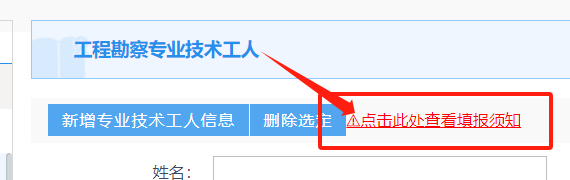 工程勘察专业技术工人
新增专业技术工人信息 删除选定 ⚠点击此处查看填报须知
姓名：